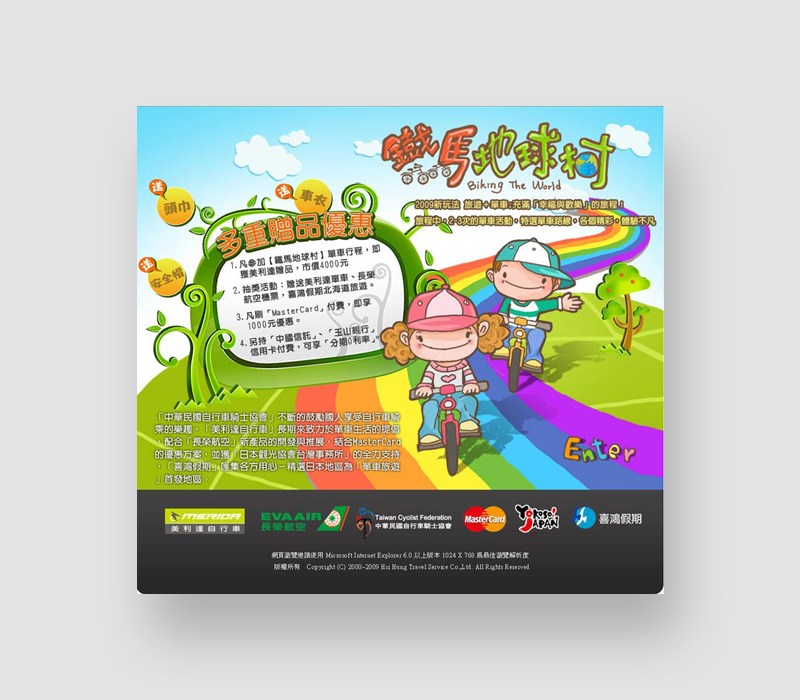 鐵馬地球村
Biking The World
2009新玩法 旅遊+單車:充滿「幸福與歡樂」的旅程!
旅程中,2-3次的單車活動,特選單車路線,各個精彩,體驗不凡
送
頭巾
送
車衣
送
安全帽
多重贈品優惠
1.凡參加【鐵馬地球村】單車行程,即
獲美利達贈品,市價4000元
2.抽獎活動:贈送美利達單車、長榮
航空機票,喜鴻假期北海道旅遊。
3.凡刷「MasterCard」付費,即享
1000元優惠。
4.另持「中國信託」、「玉山銀行」
信用卡付費,可享「分期0利率」。
「中華民國自行車騎士協會」不斷的鼓勵國人享受自行車騎
乘的樂趣,「美利達自行車」長期來致力於單車生活的提倡
,配合「長榮航空」新產品的開發與推展,結合MasterCard
的優惠方案,並獲「日本觀光協會台灣事務所」的全力支持
,「喜鴻假期」匯集各方用心—精選日本地區為「單車旅遊
」首發地區。
Enter
MERIDA
美利達自行車
EVA AIR
長榮航空
Taiwan Cyclist Federation
中華民國自行車騎士協會
MasterCard
Yokoso! JAPAN
喜鴻假期
網頁瀏覽建議使用 Microsoft Internet Explorer 6.0 以上版本 1024 X 768 為最佳瀏覽解析度
版權所有 Copyright (C) 2000-2009 Hsi Hung Travel Service Co.,Ltd. All Rights Reserved